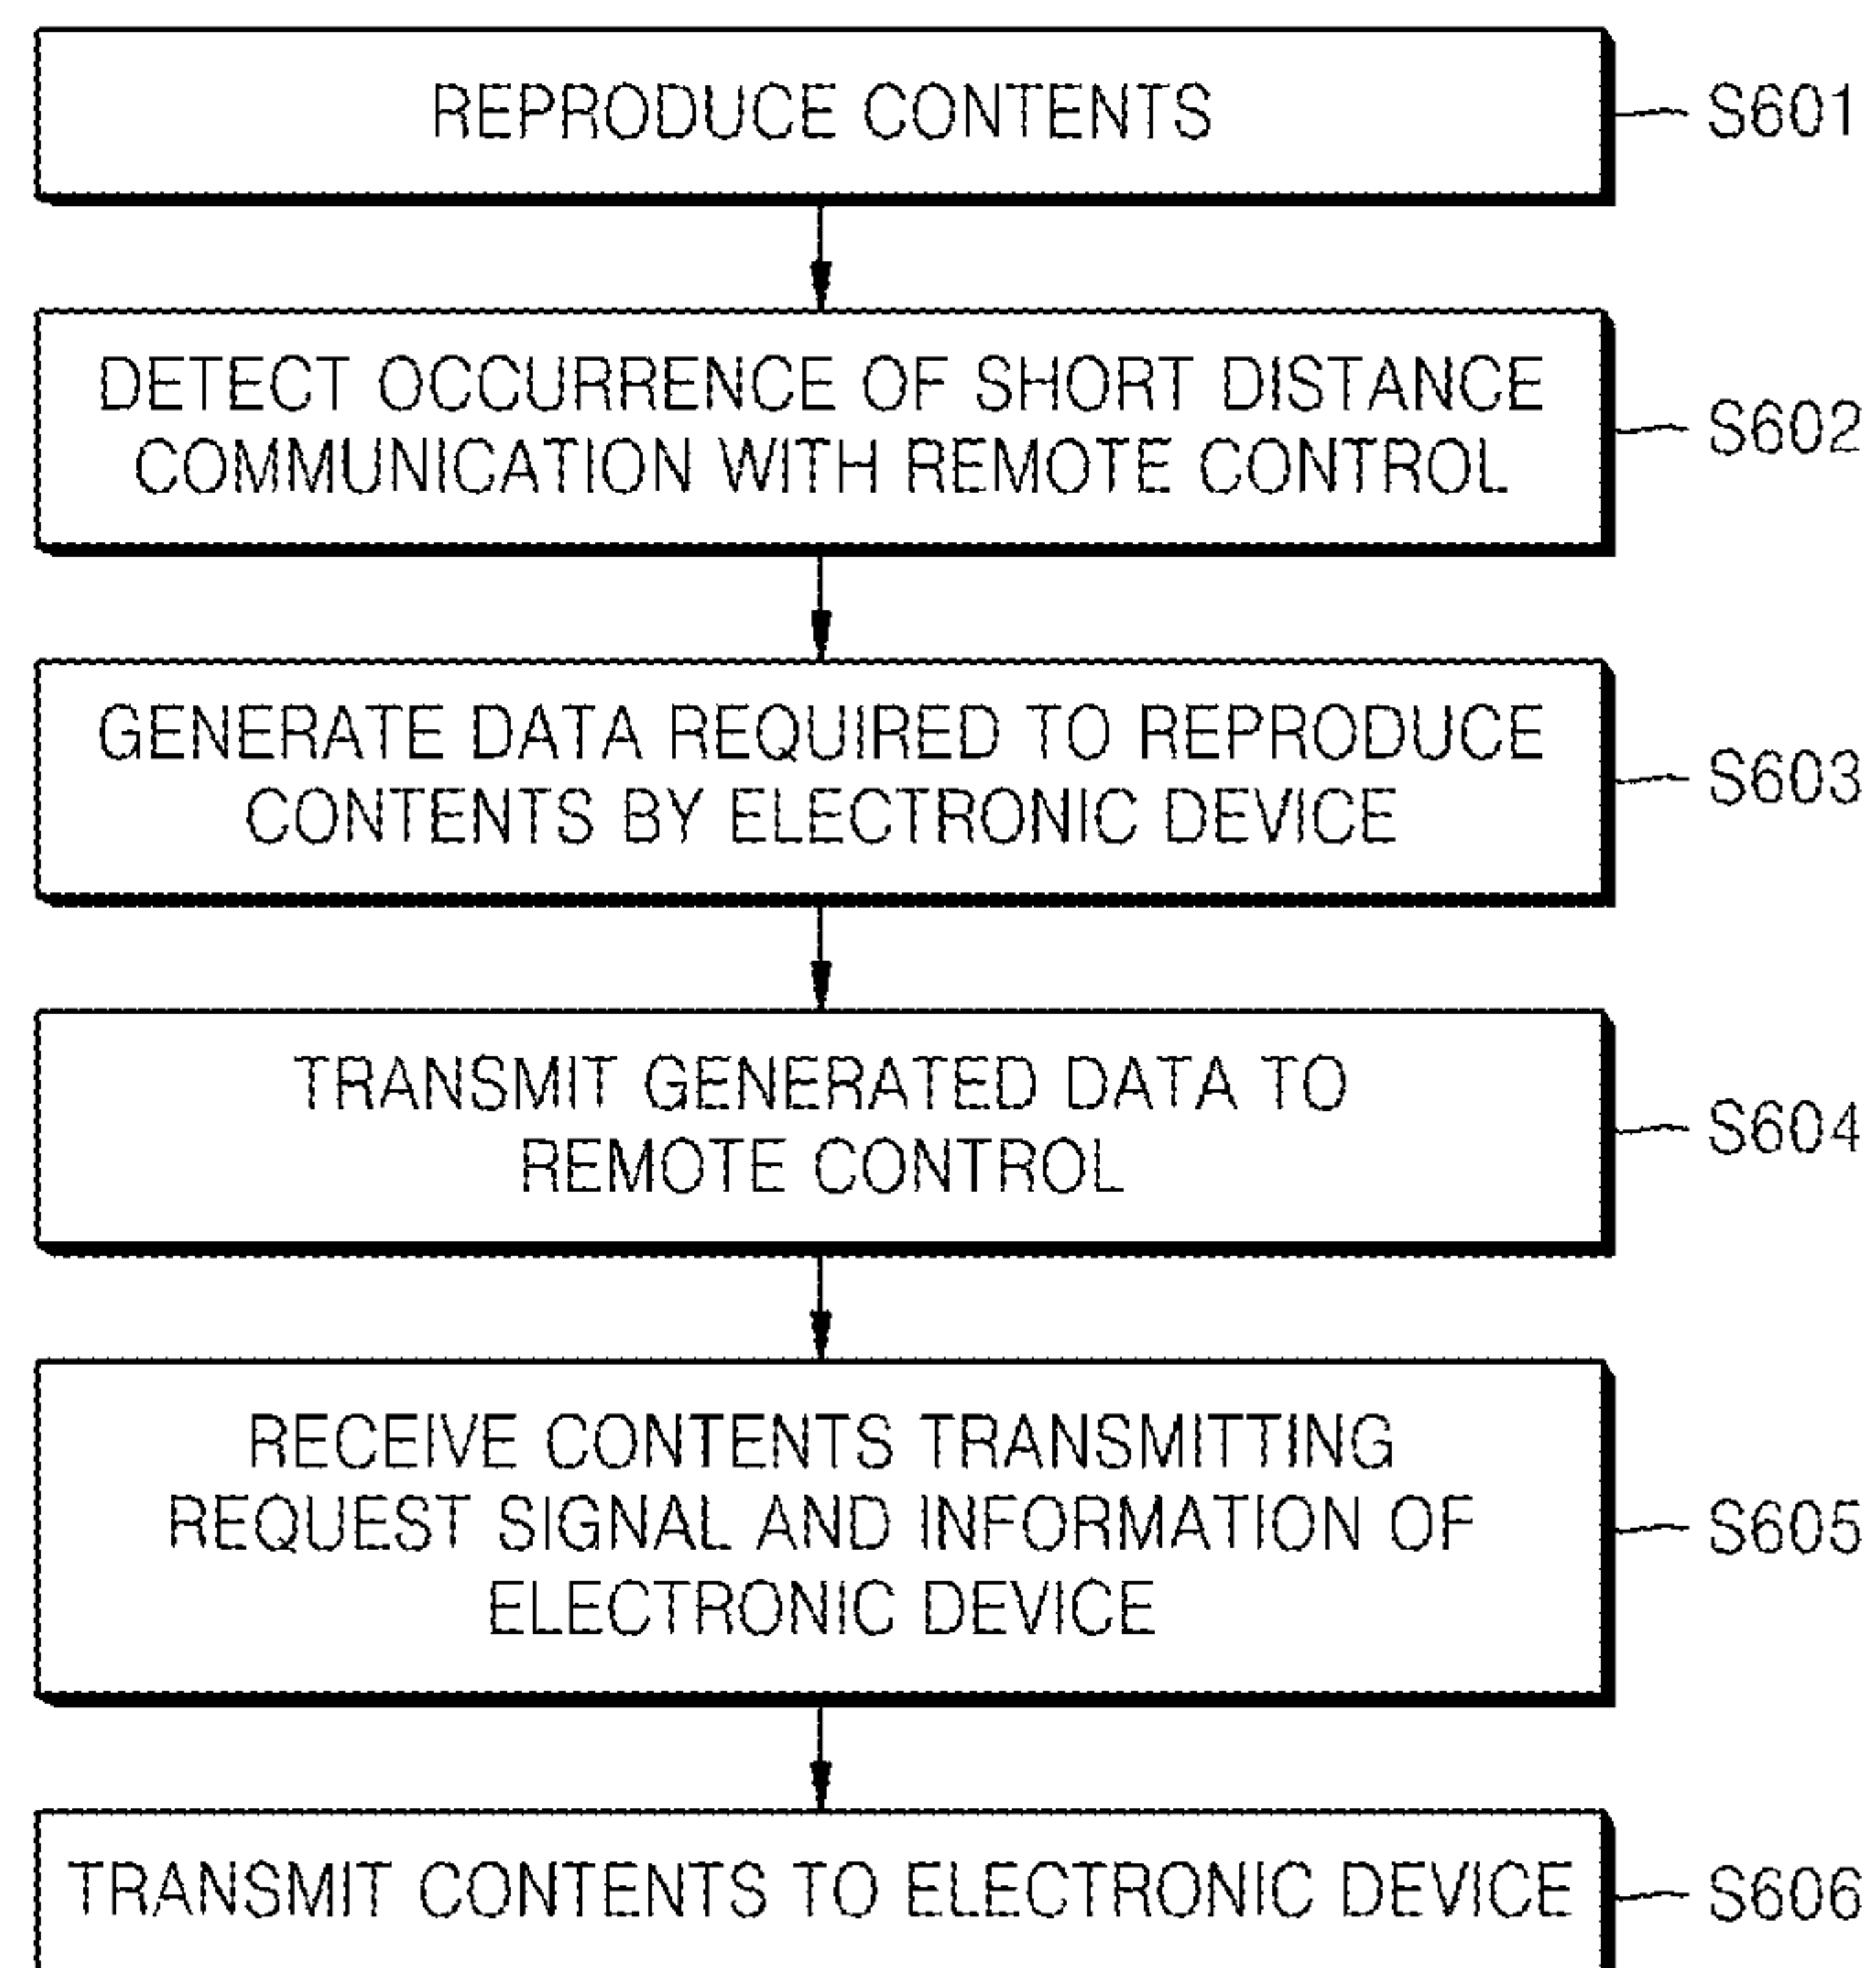 REPRODUCE CONTENTS
S601
DETECT OCCURRENCE OF SHORT DISTANCE
COMMUNICATION WITH REMOTE CONTROL
S602
GENERATE DATA REQUIRED TO REPRODUCE
CONTENTS BY ELECTRONIC DEVICE
S603
TRANSMIT GENERATED DATA TO
REMOTE CONTROL
S604
RECEIVE CONTENTS TRANSMITTING
REQUEST SIGNAL AND INFORMATION OF
ELECTRONIC DEVICE
S605
TRANSMIT CONTENTS TO ELECTRONIC DEVICE
S606